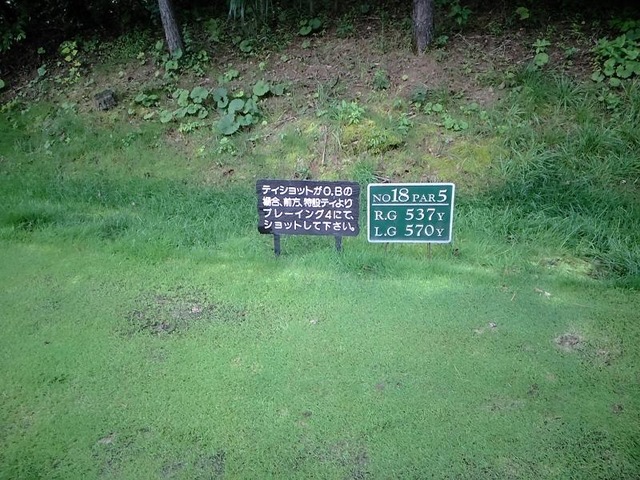 ティショットがO.Bの
場合、前方、特設ティより
プレーイング4にて、
ショットして下さい。
NO18 PAR5
R.G 537Y
L.G 570Y